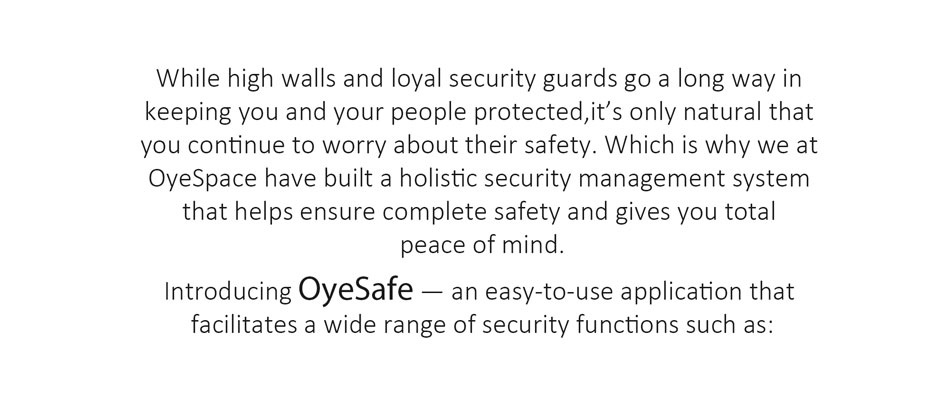 While high walls and loyal security guards go a long way in
keeping you and your people protected,it’s only natural that
you continue to worry about their safety. Which is why we at
OyeSpace have built a holistic security management system
that helps ensure complete safety and gives you total
peace of mind.
Introducing OyeSafe — an easy-to-use application that
facilitates a wide range of security functions such as: